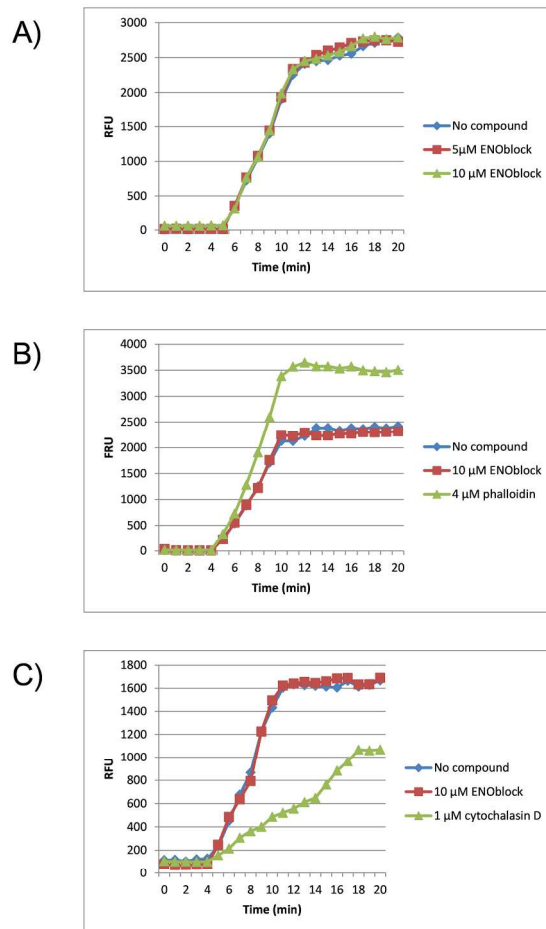 A)
3000
2500
2000
1500
1000
500
0
RFU
0 2 4 6 8 10 12 14 16 18 20
Time (min)
No compound
5μM ENOblock
10 μM ENOblock
B)
4000
3500
3000
2500
2000
1500
1000
500
0
FRU
0 2 4 6 8 10 12 14 16 18 20
Time (min)
No compound
10 μM ENOblock
4 μM phalloidin
C)
1800
1600
1400
1200
1000
800
600
400
200
0
RFU
0 2 4 6 8 10 12 14 16 18 20
Time (min)
No compound
10 μM ENOblock
1 μM cytochalasin D